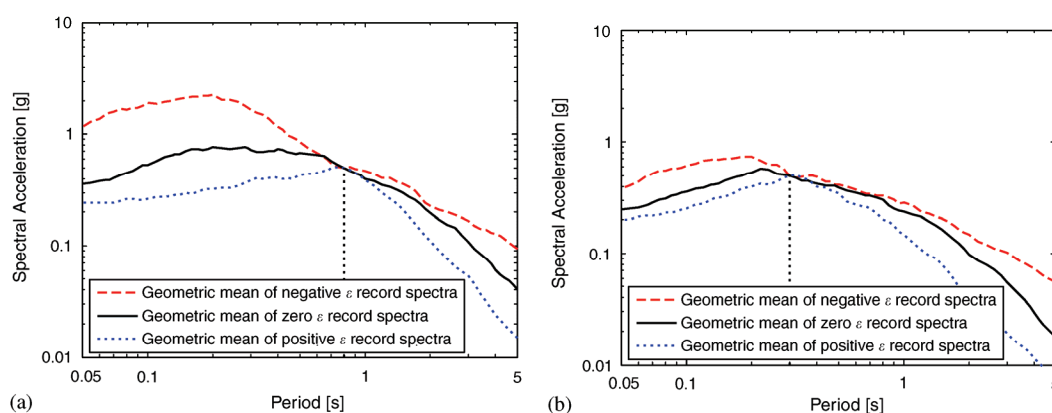 10
1
0.1
0.01
Spectral Acceleration [g]
Geometric mean of negative ε record spectra
Geometric mean of zero ε record spectra
Geometric mean of positive ε record spectra
0.05
0.1
1
5
Period [s]
(a)
10
1
0.1
0.01
Spectral Acceleration [g]
Geometric mean of negative ε record spectra
Geometric mean of zero ε record spectra
Geometric mean of positive ε record spectra
0.05
0.1
1
Period [s]
(b)